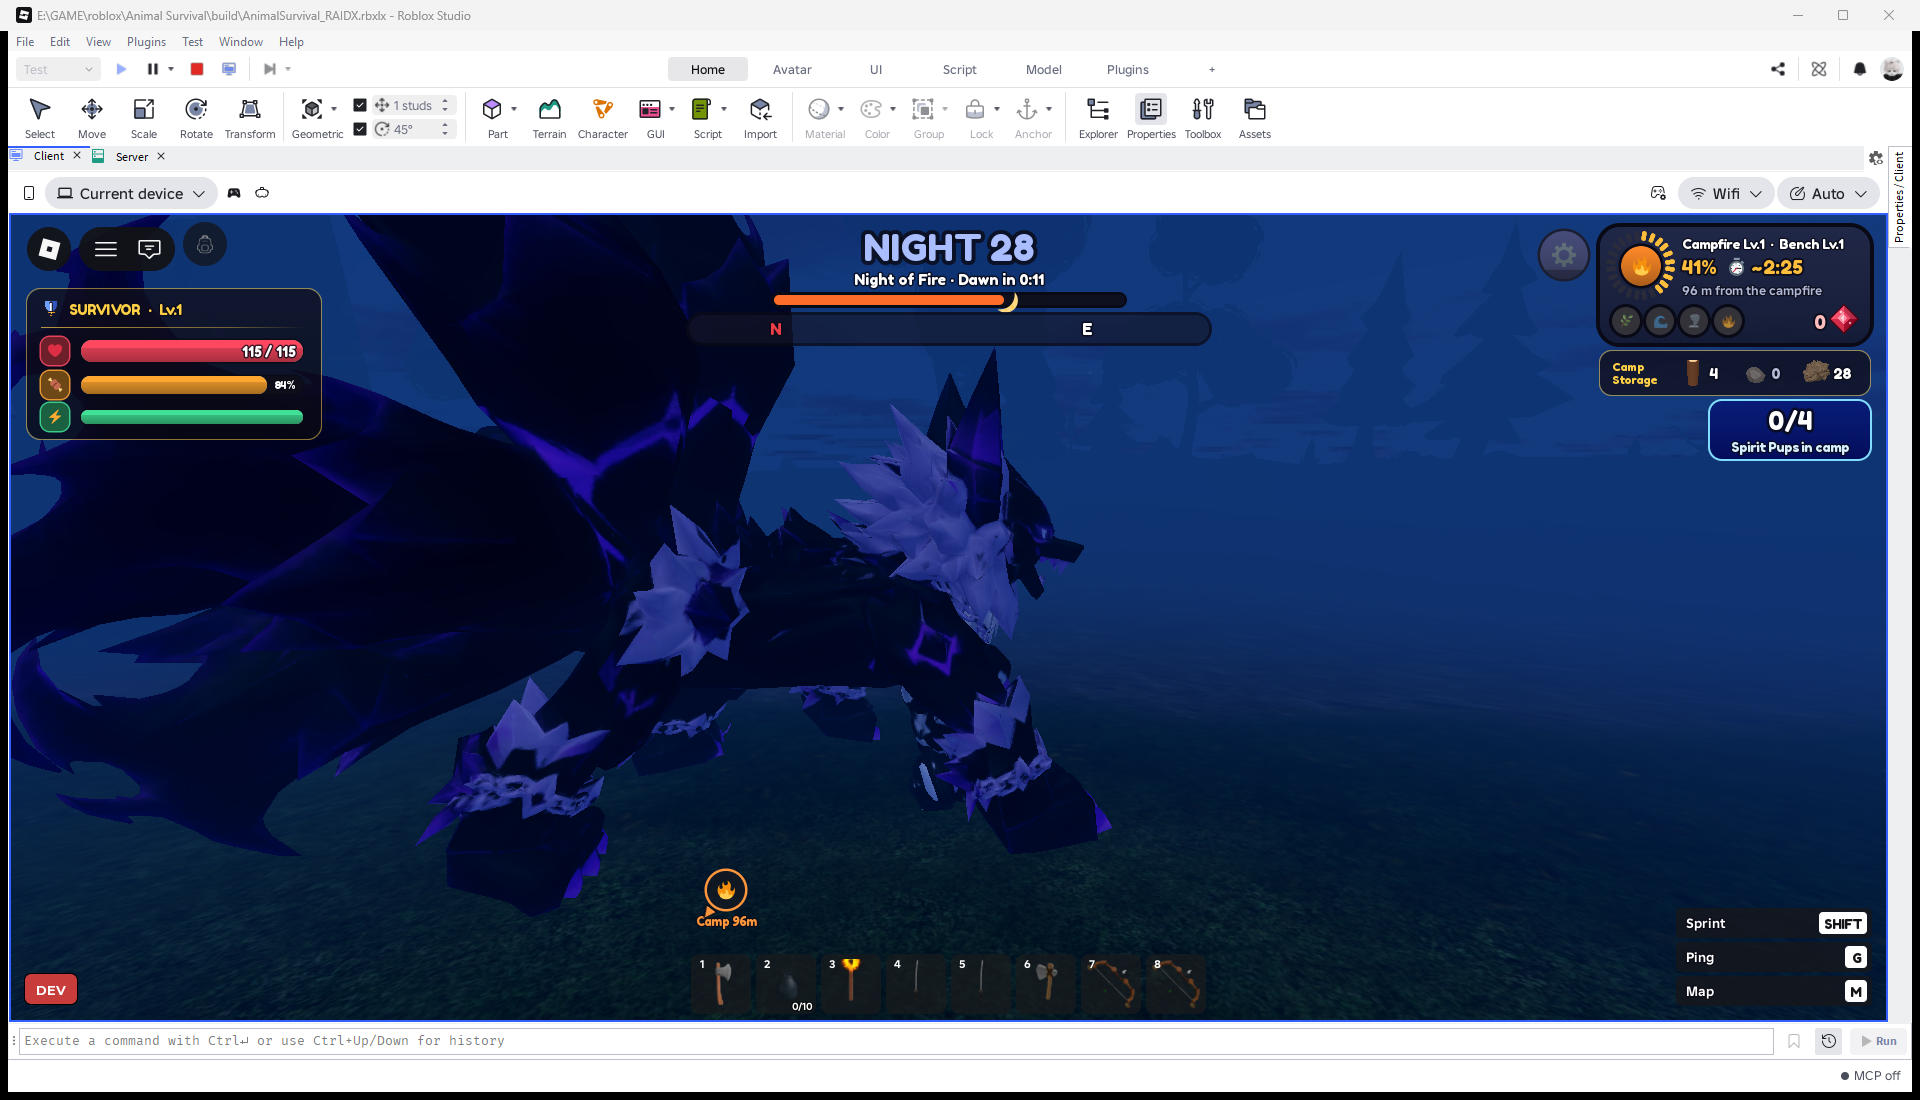 E:\GAME\roblox\Animal Survival\build\AnimalSurvival_RAIDX.rbxlx - Roblox Studio
File Edit View Plugins Test Window Help
Test
Home Avatar UI Script Model Plugins +
1 studs
45°
Select Move Scale Rotate Transform Geometric Part Terrain Character GUI Script Import Material Color Group Lock Anchor Explorer Properties Toolbox Assets
Client Server
Properties / Client
Current device
Wifi Auto
NIGHT 28
Night of Fire · Dawn in 0:11
N E
SURVIVOR · Lv.1
115 / 115
84%
Campfire Lv.1 · Bench Lv.1
41% ~2:25
96 m from the campfire
0
Camp Storage 4 0 28
0/4
Spirit Pups in camp
Camp 96m
Sprint SHIFT
Ping G
Map M
1 2 3 4 5 6 7 8
0/10
DEV
Execute a command with Ctrl↵ or use Ctrl+Up/Down for history
Run
MCP off